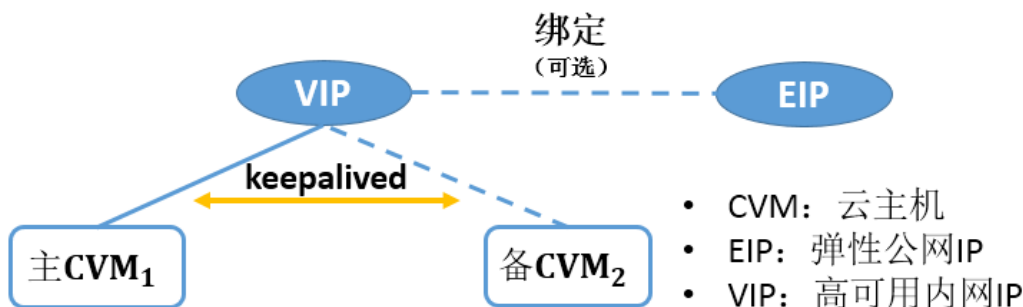 绑定
（可选）
VIP
EIP
keepalived
主CVM₁
备CVM₂
• CVM：云主机
• EIP：弹性公网IP
• VIP：高可用内网IP